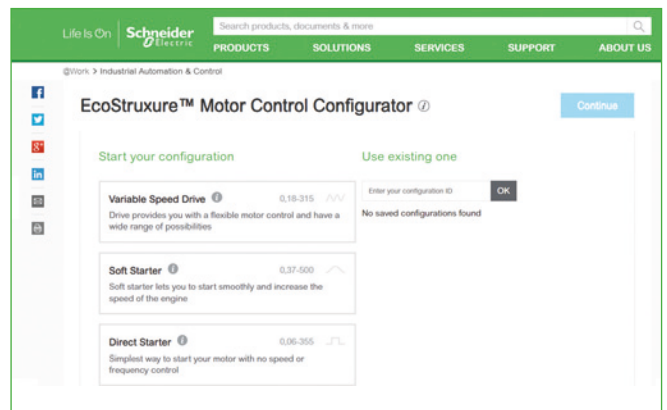 Life Is On Schneider Electric
Search products, documents & more
PRODUCTS SOLUTIONS SERVICES SUPPORT ABOUT US
@Work > Industrial Automation & Control
EcoStruxure™ Motor Control Configurator i
Continue
Start your configuration
Variable Speed Drive i 0,18-315
Drive provides you with a flexible motor control and have a
wide range of possibilities
Soft Starter i 0,37-500
Soft starter lets you to start smoothly and increase the
speed of the engine
Direct Starter i 0,06-355
Simplest way to start your motor with no speed or
frequency control
Use existing one
Enter your configuration ID OK
No saved configurations found